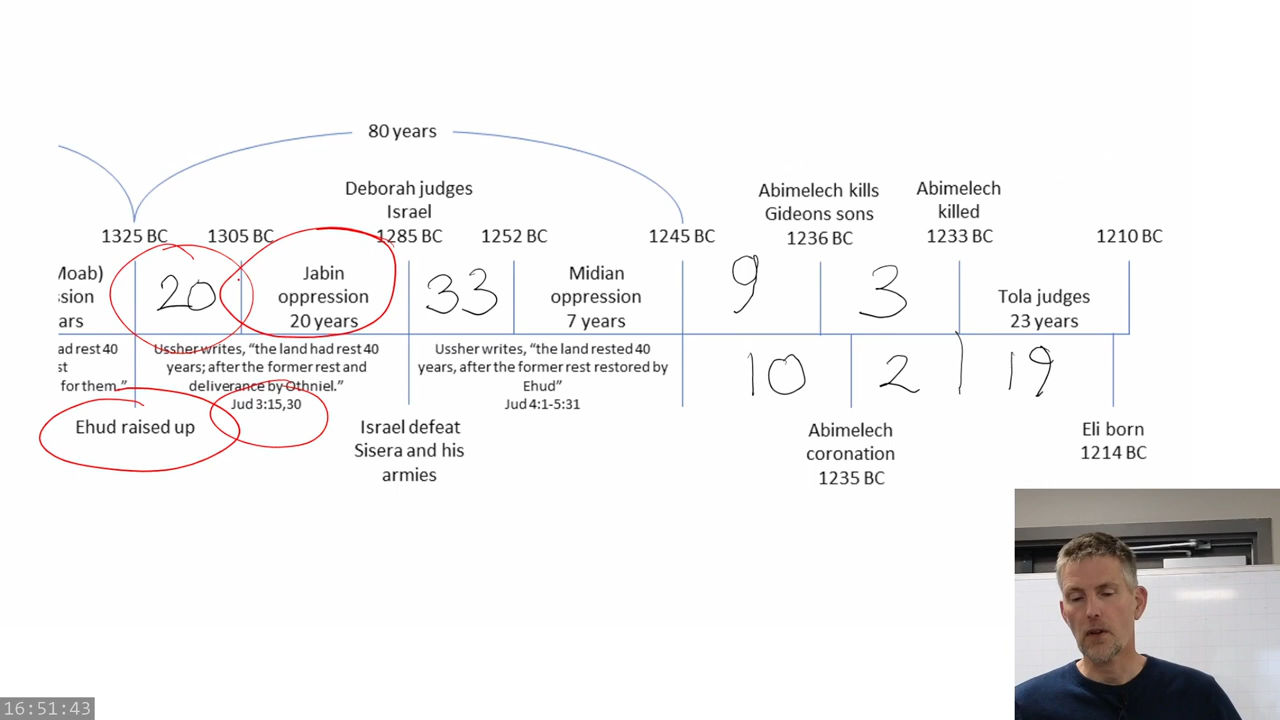 80 years
Deborah judges
Israel
Abimelech kills
Gideons sons
Abimelech
killed
1325 BC
1305 BC
1285 BC
1252 BC
1245 BC
1236 BC
1233 BC
1210 BC
Moab)
ssion
ars
20
Jabin
oppression
20 years
33
Midian
oppression
7 years
9
3
Tola judges
23 years
ad rest 40
st
for them.”
Ussher writes, “the land had rest 40
years; after the former rest and
deliverance by Othniel.”
Jud 3:15,30
Ussher writes, “the land rested 40
years, after the former rest restored by
Ehud”
Jud 4:1-5:31
10
2
19
Ehud raised up
Israel defeat
Sisera and his
armies
Abimelech
coronation
1235 BC
Eli born
1214 BC
16:51:43